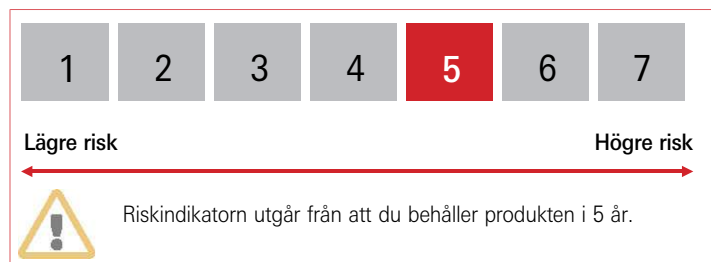 1 2 3 4 5 6 7
Lägre risk Högre risk
Riskindikatorn utgår från att du behåller produkten i 5 år.